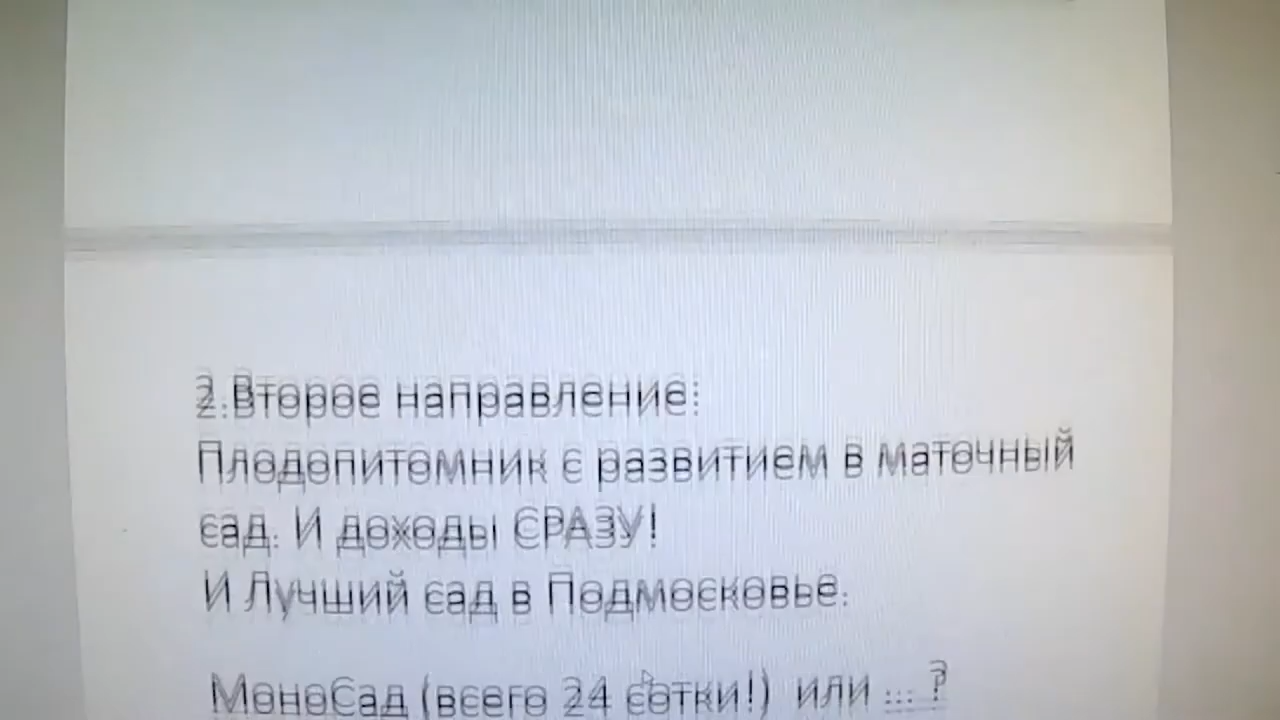 2.Второе направление:
Плодопитомник с развитием в маточный
сад. И доходы СРАЗУ!
И Лучший сад в Подмосковье.
МоноСад (всего 24 сотки!) или ... ?